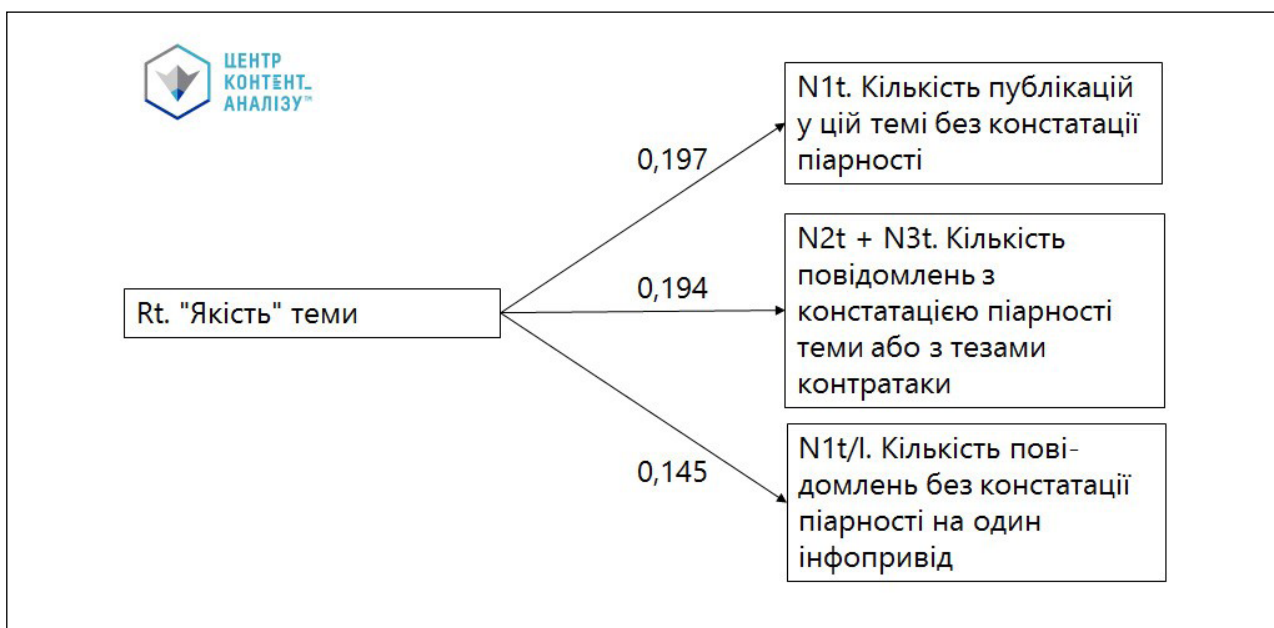 ЦЕНТР
КОНТЕНТ_
АНАЛІЗУ™
N1t. Кількість публікацій
у цій темі без констатації
піарності
0,197
N2t + N3t. Кількість
повідомлень з
констатацією піарності
теми або з тезами
контратаки
0,194
Rt. "Якість" теми
N1t/I. Кількість пові-
домлень без констатації
піарності на один
інфопривід
0,145